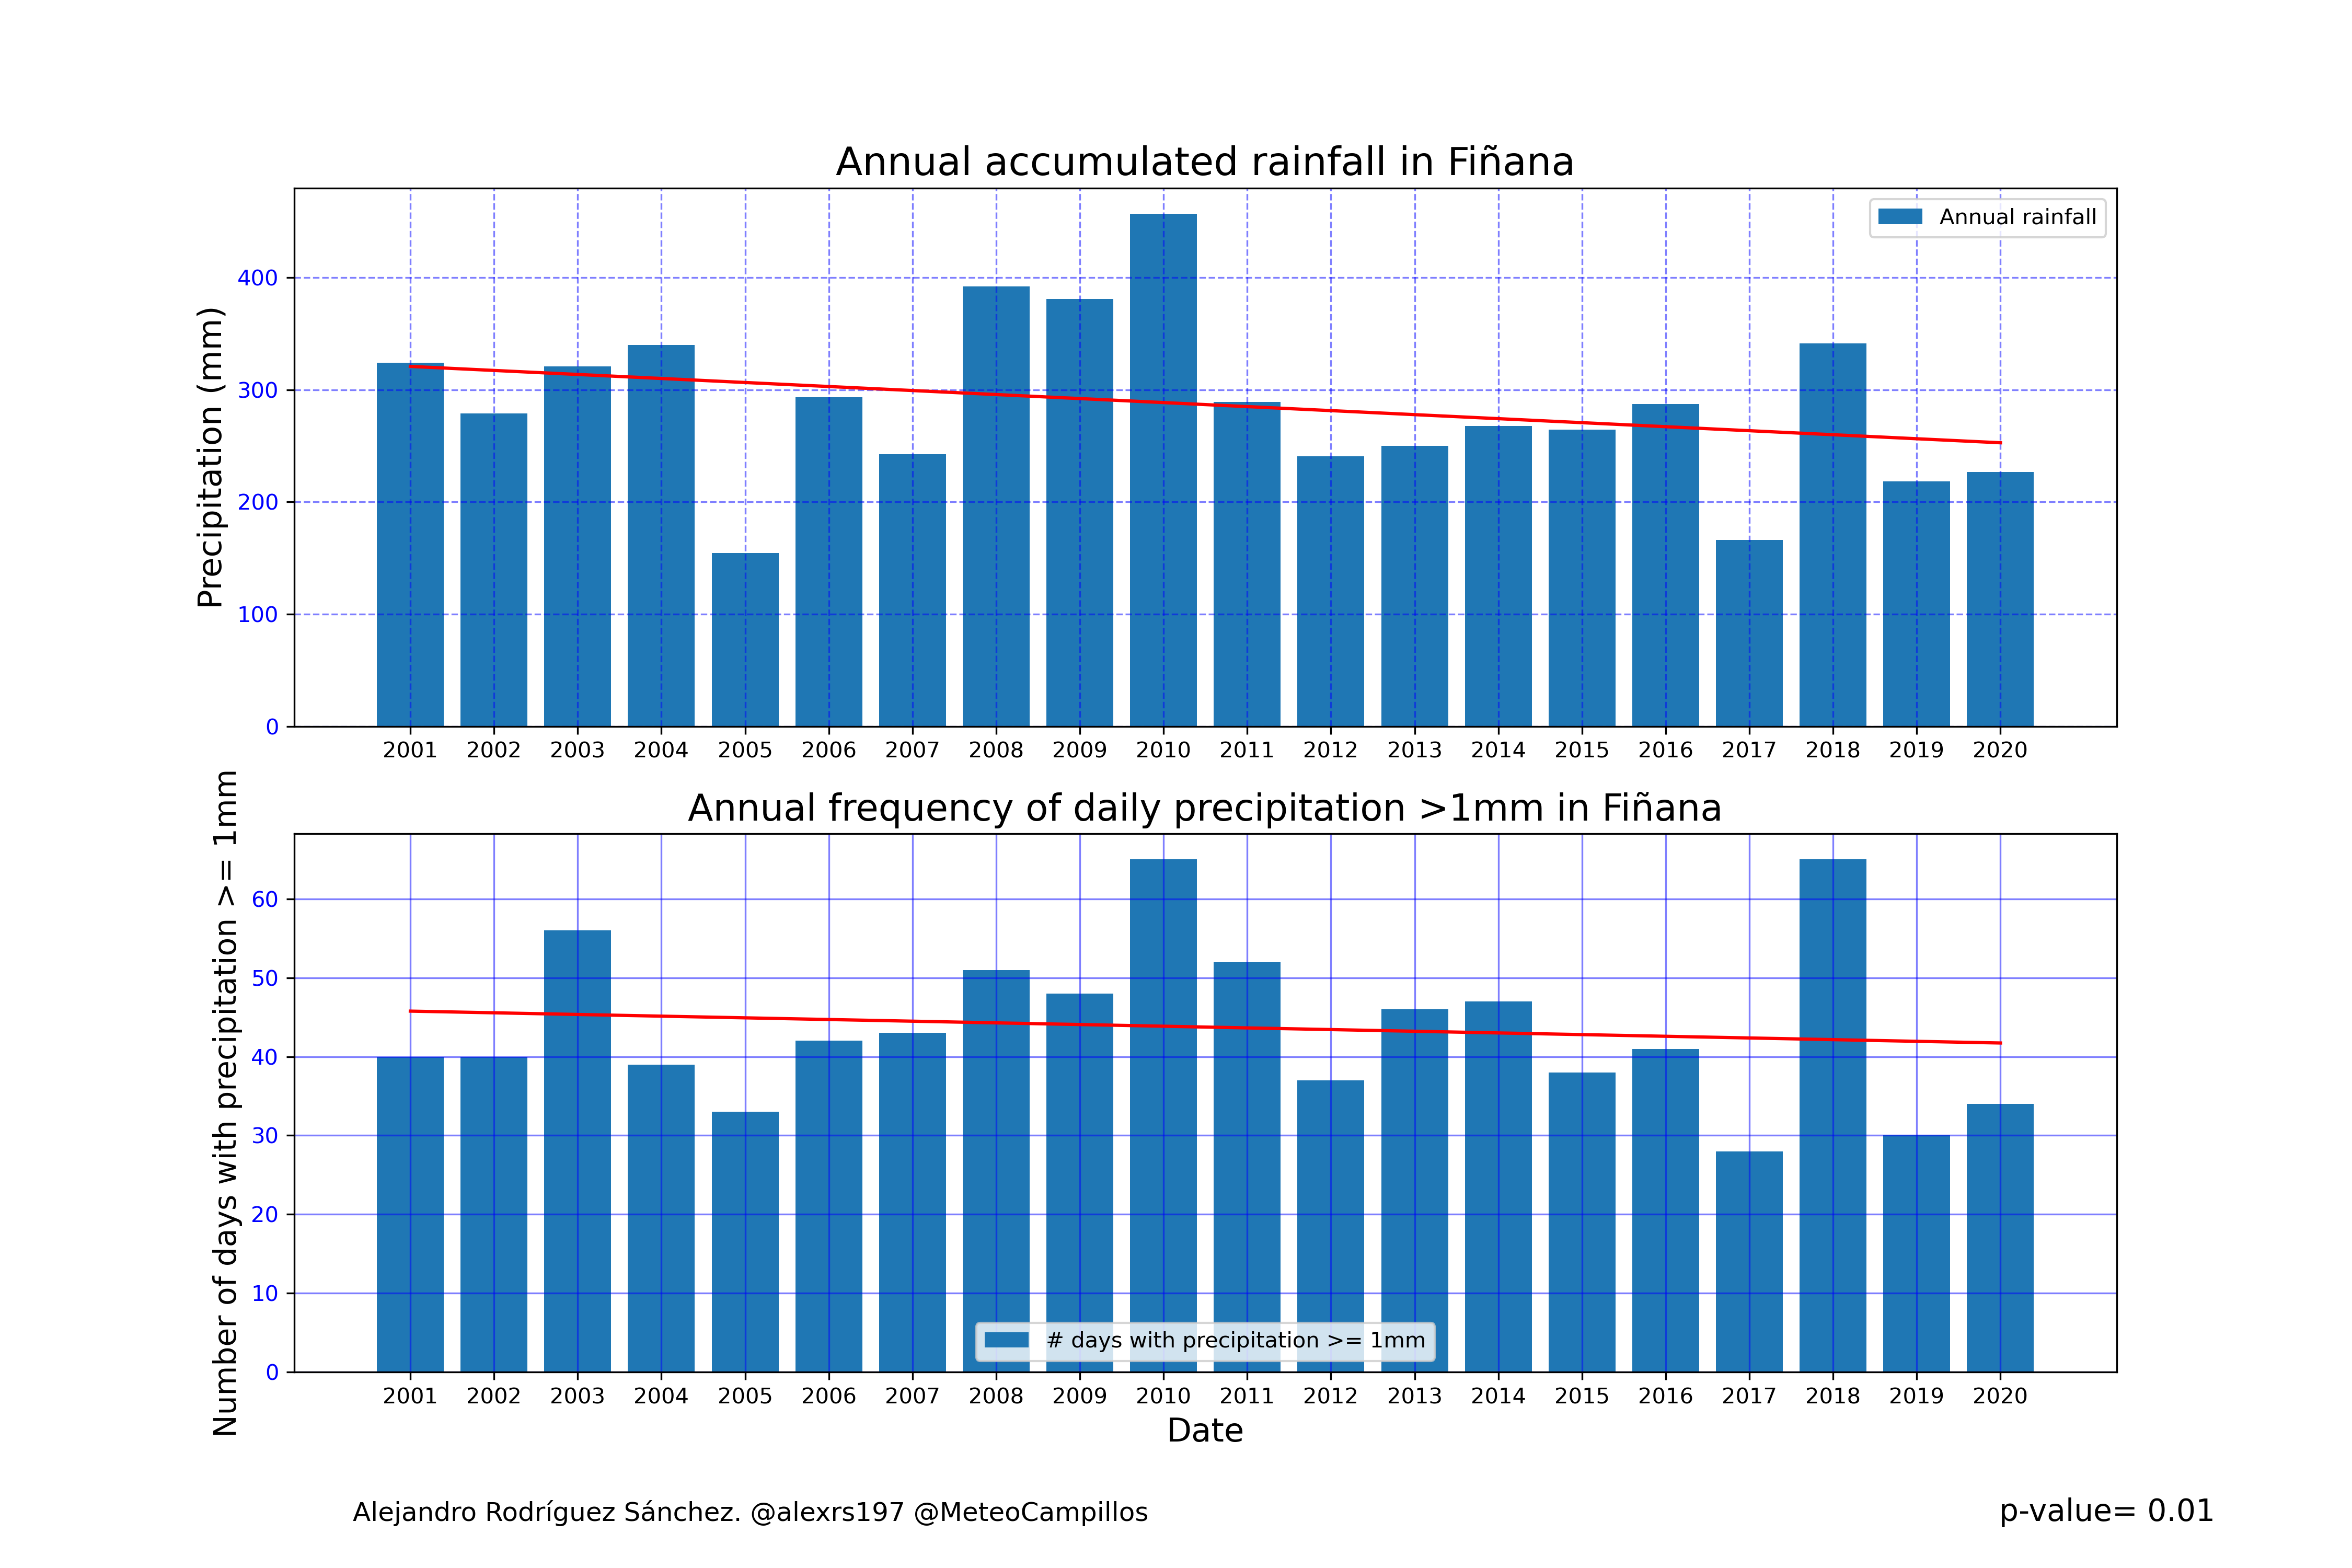 Annual accumulated rainfall in Fiñana
Precipitation (mm)
Annual rainfall
400
300
200
100
0
2001 2002 2003 2004 2005 2006 2007 2008 2009 2010 2011 2012 2013 2014 2015 2016 2017 2018 2019 2020
Annual frequency of daily precipitation >1mm in Fiñana
Number of days with precipitation >= 1mm
60
50
40
30
20
10
0
# days with precipitation >= 1mm
2001 2002 2003 2004 2005 2006 2007 2008 2009 2010 2011 2012 2013 2014 2015 2016 2017 2018 2019 2020
Date
Alejandro Rodríguez Sánchez. @alexrs197 @MeteoCampillos
p-value= 0.01